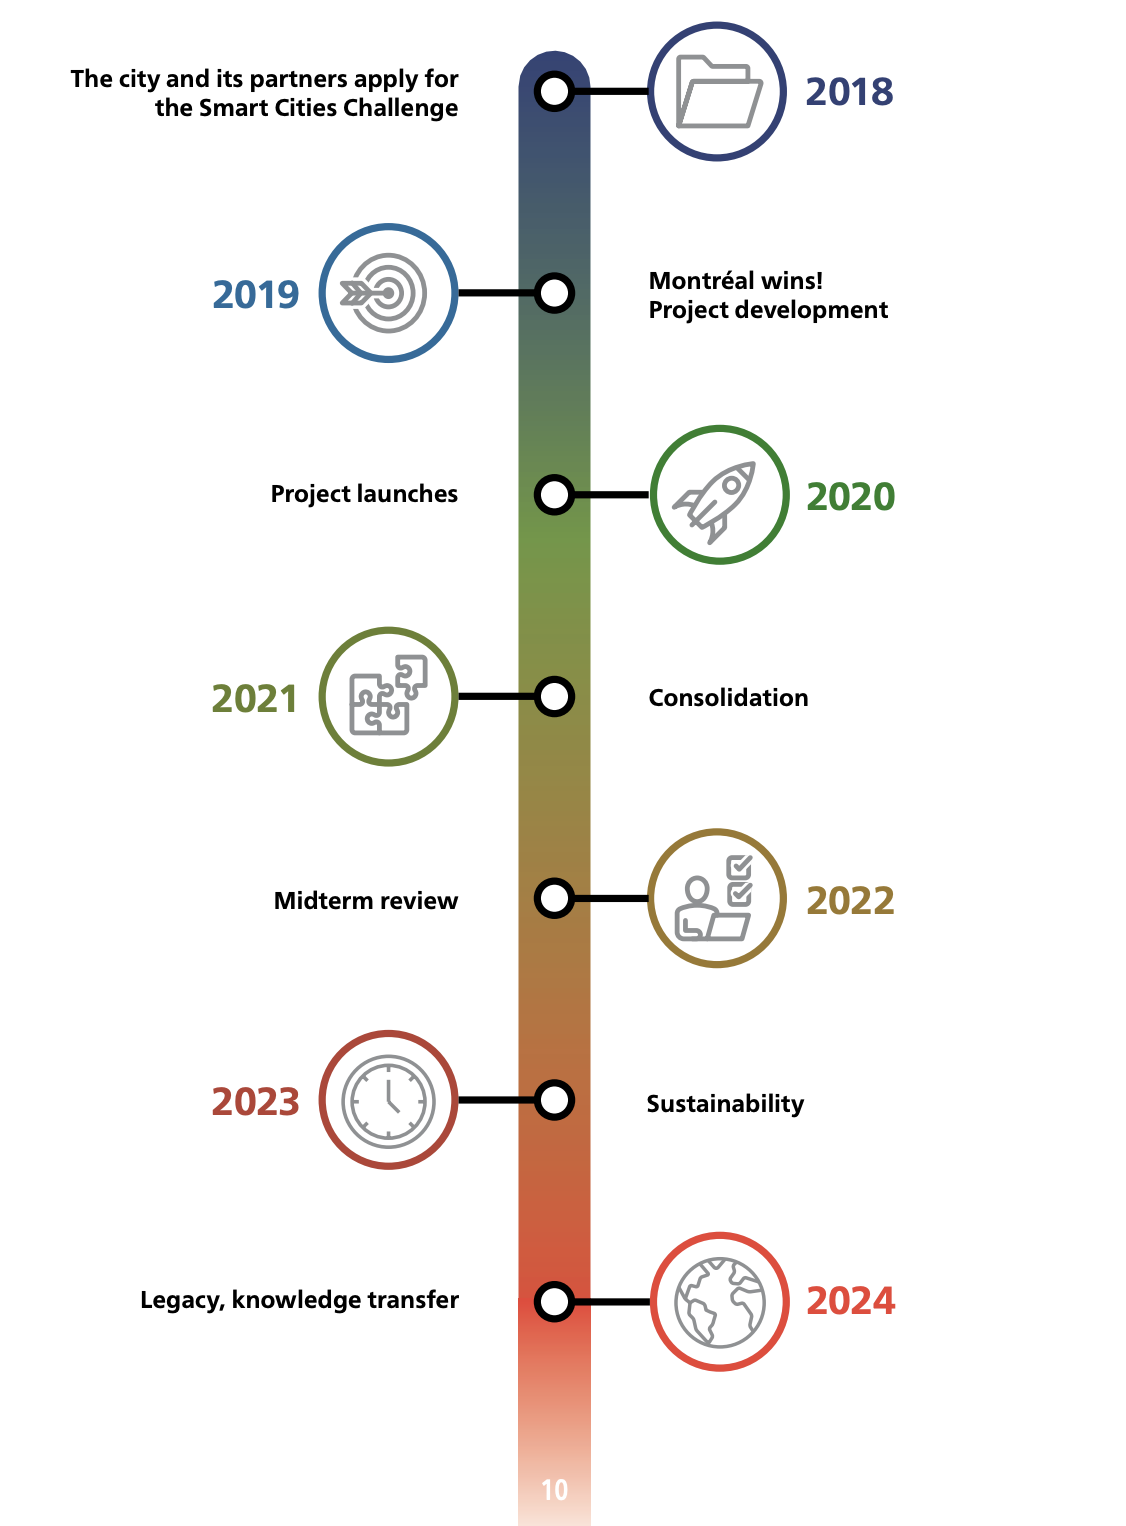 The city and its partners apply for
the Smart Cities Challenge
2018
2019
Montréal wins!
Project development
Project launches
2020
2021
Consolidation
Midterm review
2022
2023
Sustainability
Legacy, knowledge transfer
2024
10